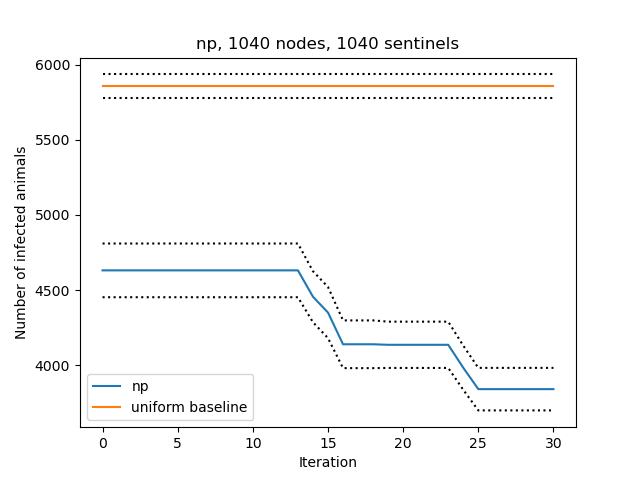 np, 1040 nodes, 1040 sentinels
6000
5500
5000
4500
4000
Number of infected animals
np
uniform baseline
0 5 10 15 20 25 30
Iteration